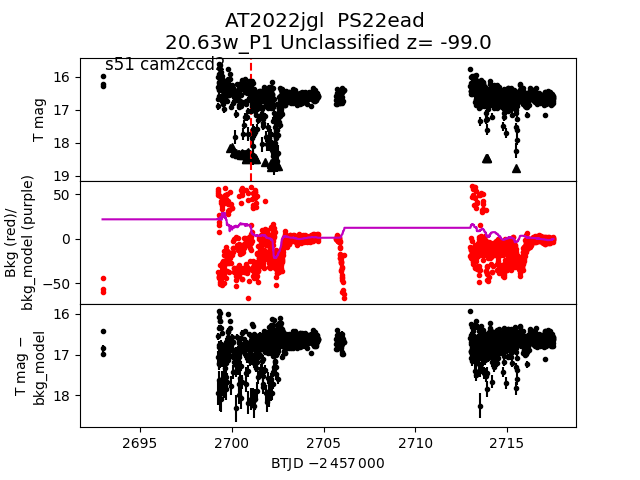 AT2022jgl  PS22ead
20.63w_P1 Unclassified z= -99.0
s51 cam2ccd3
16
17
18
19
T mag
50
0
−50
Bkg (red)/
bkg_model (purple)
16
17
18
T mag −
bkg_model
2695
2700
2705
2710
2715
BTJD −2 457 000